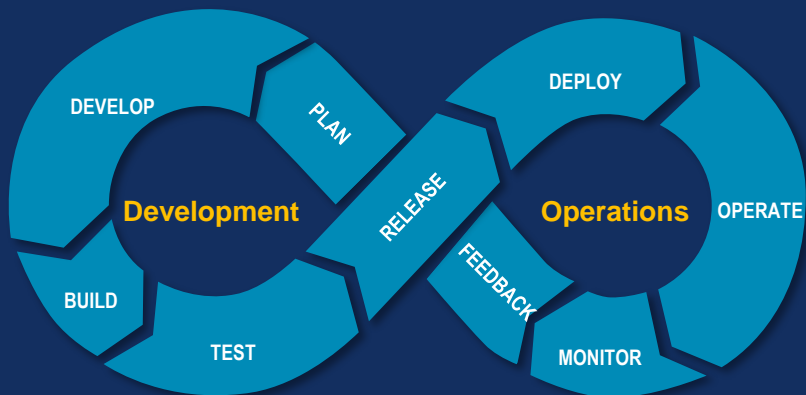 PLAN
DEVELOP
BUILD
TEST
RELEASE
DEPLOY
OPERATE
MONITOR
FEEDBACK
Development
Operations